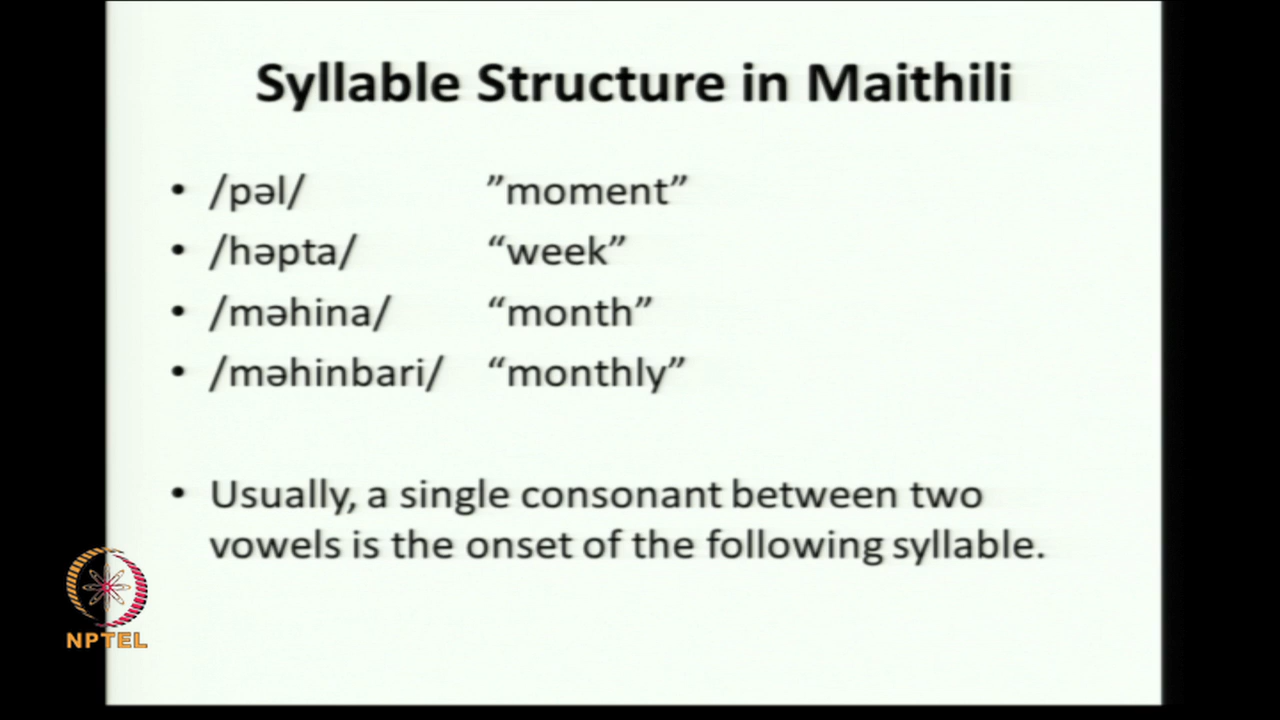 Syllable Structure in Maithili
• /pəl/ ”moment”
• /həpta/ “week”
• /məhina/ “month”
• /məhinbari/ “monthly”
• Usually, a single consonant between two
vowels is the onset of the following syllable.
NPTEL